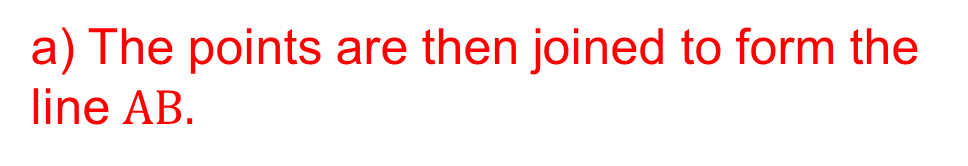 a) The points are then joined to form the
line AB.